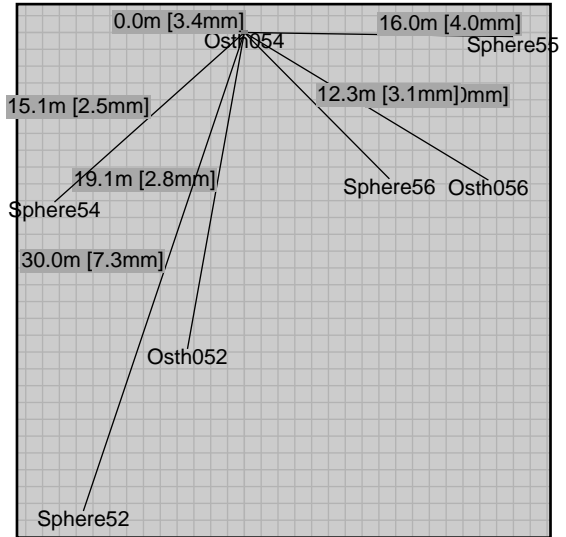 0.0m [3.4mm]
16.0m [4.0mm]
Osth054
Sphere55
12.3m [3.1mm]
mm]
15.1m [2.5mm]
19.1m [2.8mm]
Sphere56
Osth056
Sphere54
30.0m [7.3mm]
Osth052
Sphere52